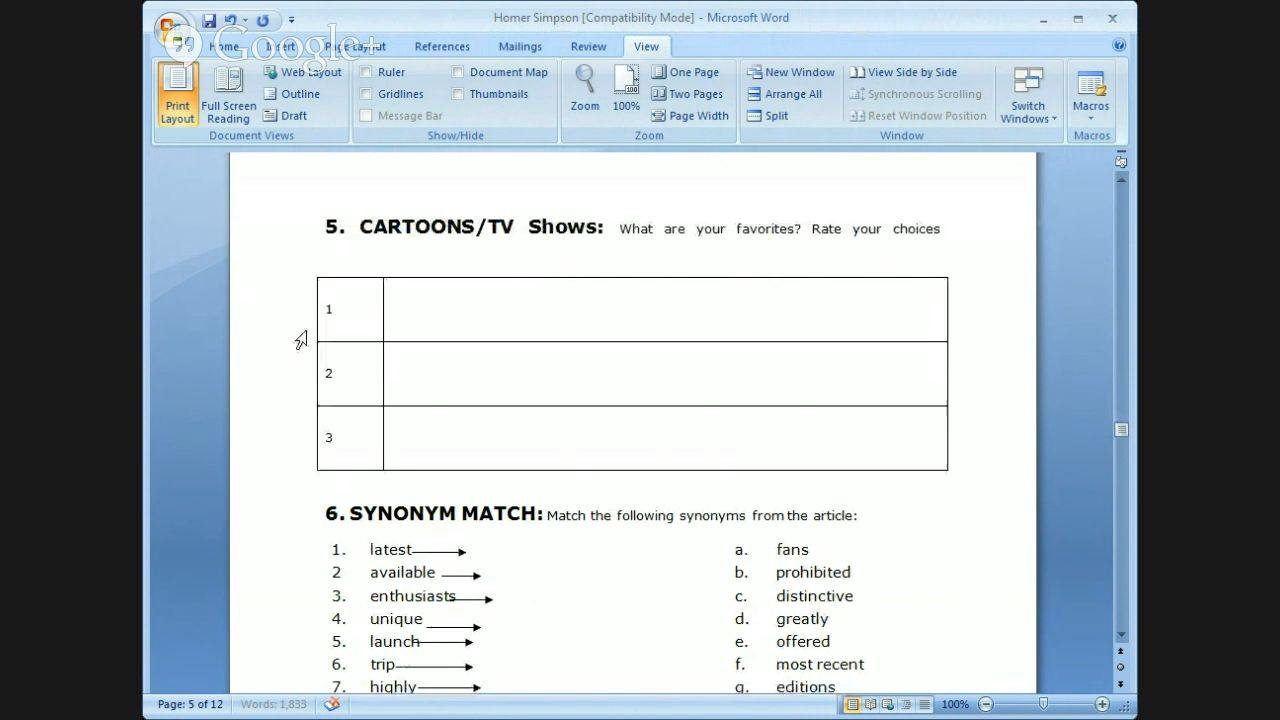 Homer Simpson [Compatibility Mode] - Microsoft Word
Google+
Home Insert Page Layout References Mailings Review View
Print Layout
Full Screen Reading
Web Layout
Outline
Draft
Document Views
Ruler
Gridlines
Message Bar
Document Map
Thumbnails
Show/Hide
Zoom
100%
One Page
Two Pages
Page Width
Zoom
New Window
Arrange All
Split
View Side by Side
Synchronous Scrolling
Reset Window Position
Switch Windows
Window
Macros
Macros
5. CARTOONS/TV Shows: What are your favorites? Rate your choices
1
2
3
6. SYNONYM MATCH: Match the following synonyms from the article:
1. latest a. fans
2 available b. prohibited
3. enthusiasts c. distinctive
4. unique d. greatly
5. launch e. offered
6. trip f. most recent
7. highly g. editions
Page: 5 of 12 Words: 1,833 100%